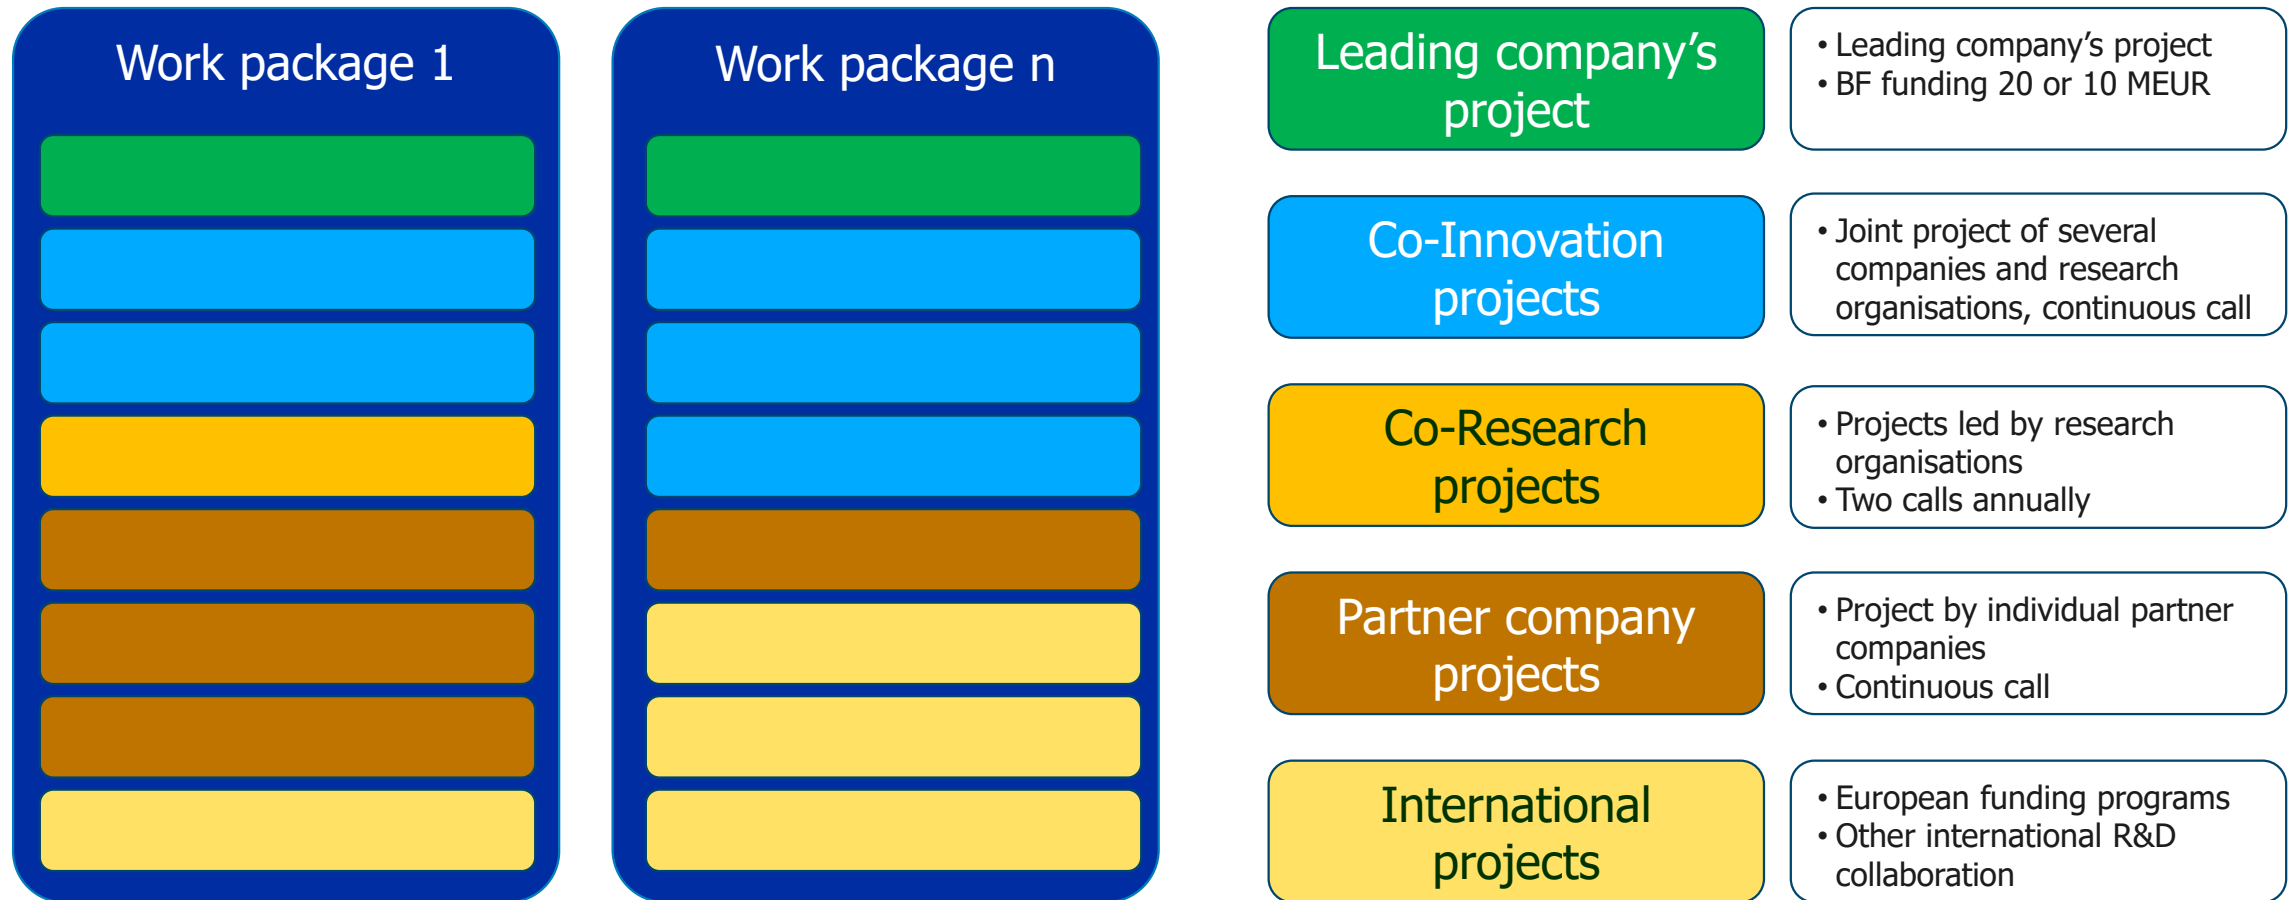 Work package 1
Work package n
Leading company’s
project
• Leading company’s project
• BF funding 20 or 10 MEUR
Co-Innovation
projects
• Joint project of several
companies and research
organisations, continuous call
Co-Research
projects
• Projects led by research
organisations
• Two calls annually
Partner company
projects
• Project by individual partner
companies
• Continuous call
International
projects
• European funding programs
• Other international R&D
collaboration